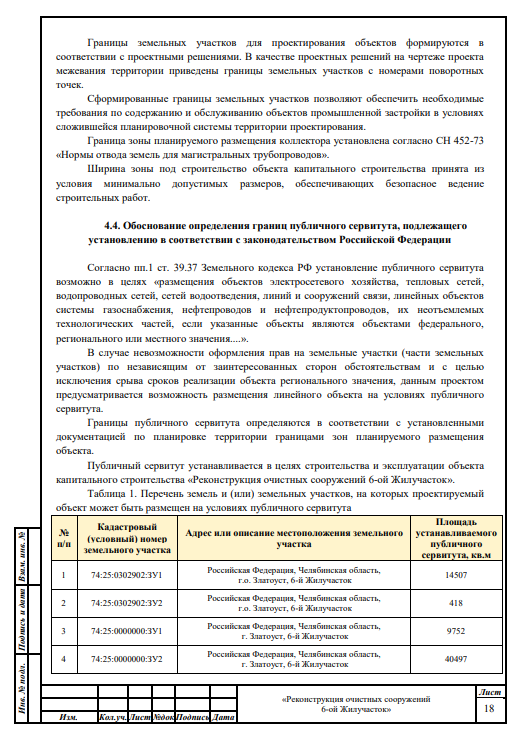 Границы земельных участков для проектирования объектов формируются в
соответствии с проектными решениями. В качестве проектных решений на чертеже проекта
межевания территории приведены границы земельных участков с номерами поворотных
точек.
Сформированные границы земельных участков позволяют обеспечить необходимые
требования по содержанию и обслуживанию объектов промышленной застройки в условиях
сложившейся планировочной системы территории проектирования.
Граница зоны планируемого размещения коллектора установлена согласно СН 452-73
«Нормы отвода земель для магистральных трубопроводов».
Ширина зоны под строительство объекта капитального строительства принята из
условия минимально допустимых размеров, обеспечивающих безопасное ведение
строительных работ.
4.4. Обоснование определения границ публичного сервитута, подлежащего
установлению в соответствии с законодательством Российской Федерации
Согласно пп.1 ст. 39.37 Земельного кодекса РФ установление публичного сервитута
возможно в целях «размещения объектов электросетевого хозяйства, тепловых сетей,
водопроводных сетей, сетей водоотведения, линий и сооружений связи, линейных объектов
системы газоснабжения, нефтепроводов и нефтепродуктопроводов, их неотъемлемых
технологических частей, если указанные объекты являются объектами федерального,
регионального или местного значения....».
В случае невозможности оформления прав на земельные участки (части земельных
участков) по независящим от заинтересованных сторон обстоятельствам и с целью
исключения срыва сроков реализации объекта регионального значения, данным проектом
предусматривается возможность размещения линейного объекта на условиях публичного
сервитута.
Границы публичного сервитута определяются в соответствии с установленными
документацией по планировке территории границами зон планируемого размещения
объекта.
Публичный сервитут устанавливается в целях строительства и эксплуатации объекта
капитального строительства «Реконструкция очистных сооружений 6-ой Жилучасток».
Таблица 1. Перечень земель и (или) земельных участков, на которых проектируемый
объект может быть размещен на условиях публичного сервитута
№
п/п
Кадастровый
(условный) номер
земельного участка
Адрес или описание местоположения земельного
участка
Площадь
устанавливаемого
публичного
сервитута, кв.м
1
74:25:0302902:ЗУ1
Российская Федерация, Челябинская область,
г.о. Златоуст, 6-й Жилучасток
14507
2
74:25:0302902:ЗУ2
Российская Федерация, Челябинская область,
г.о. Златоуст, 6-й Жилучасток
418
3
74:25:0000000:ЗУ1
Российская Федерация, Челябинская область,
г. Златоуст, 6-й Жилучасток
9752
4
74:25:0000000:ЗУ2
Российская Федерация, Челябинская область,
г. Златоуст, 6-й Жилучасток
40497
Взам. инв. №
Подпись и дата
Инв. № подл.
Изм.
Кол.уч.
Лист
№док
Подпись
Дата
«Реконструкция очистных сооружений
6-ой Жилучасток»
Лист
18